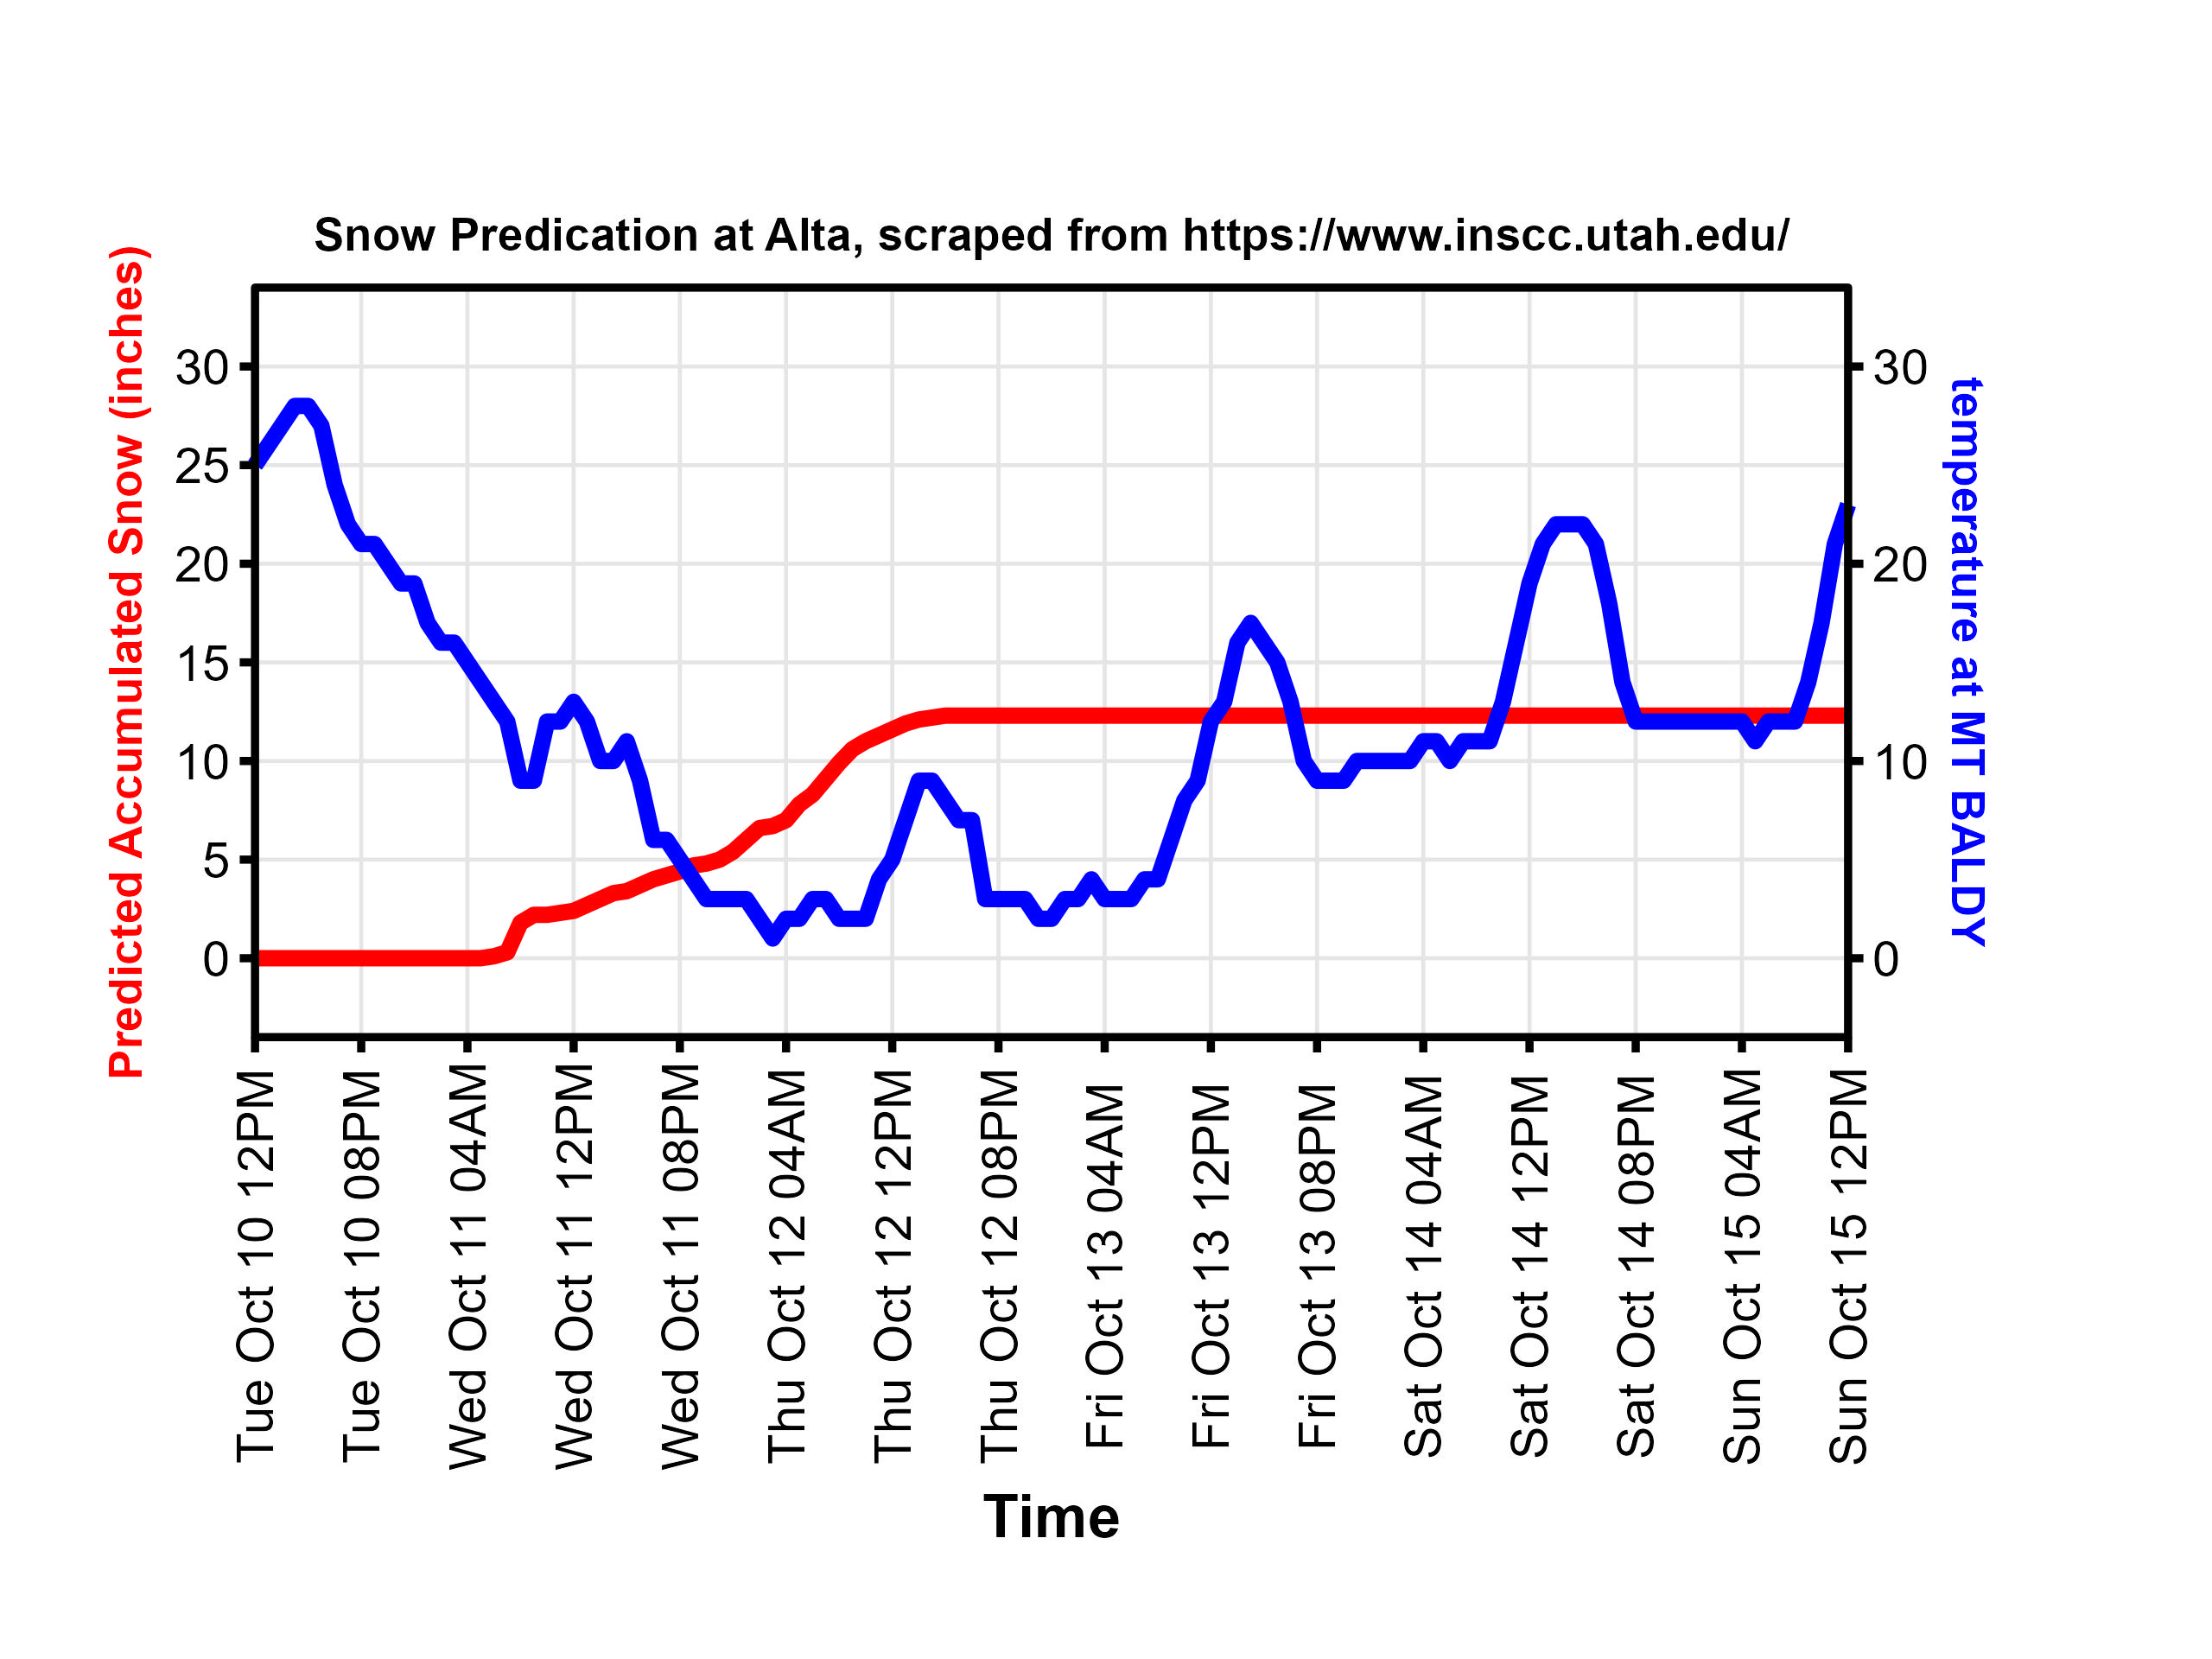 Snow Predication at Alta, scraped from https://www.inscc.utah.edu/
Predicted Accumulated Snow (inches)
30
25
20
15
10
5
0
30
20
10
0
temperature at MT BALDY
Tue Oct 10 12PM
Tue Oct 10 08PM
Wed Oct 11 04AM
Wed Oct 11 12PM
Wed Oct 11 08PM
Thu Oct 12 04AM
Thu Oct 12 12PM
Thu Oct 12 08PM
Fri Oct 13 04AM
Fri Oct 13 12PM
Fri Oct 13 08PM
Sat Oct 14 04AM
Sat Oct 14 12PM
Sat Oct 14 08PM
Sun Oct 15 04AM
Sun Oct 15 12PM
Time